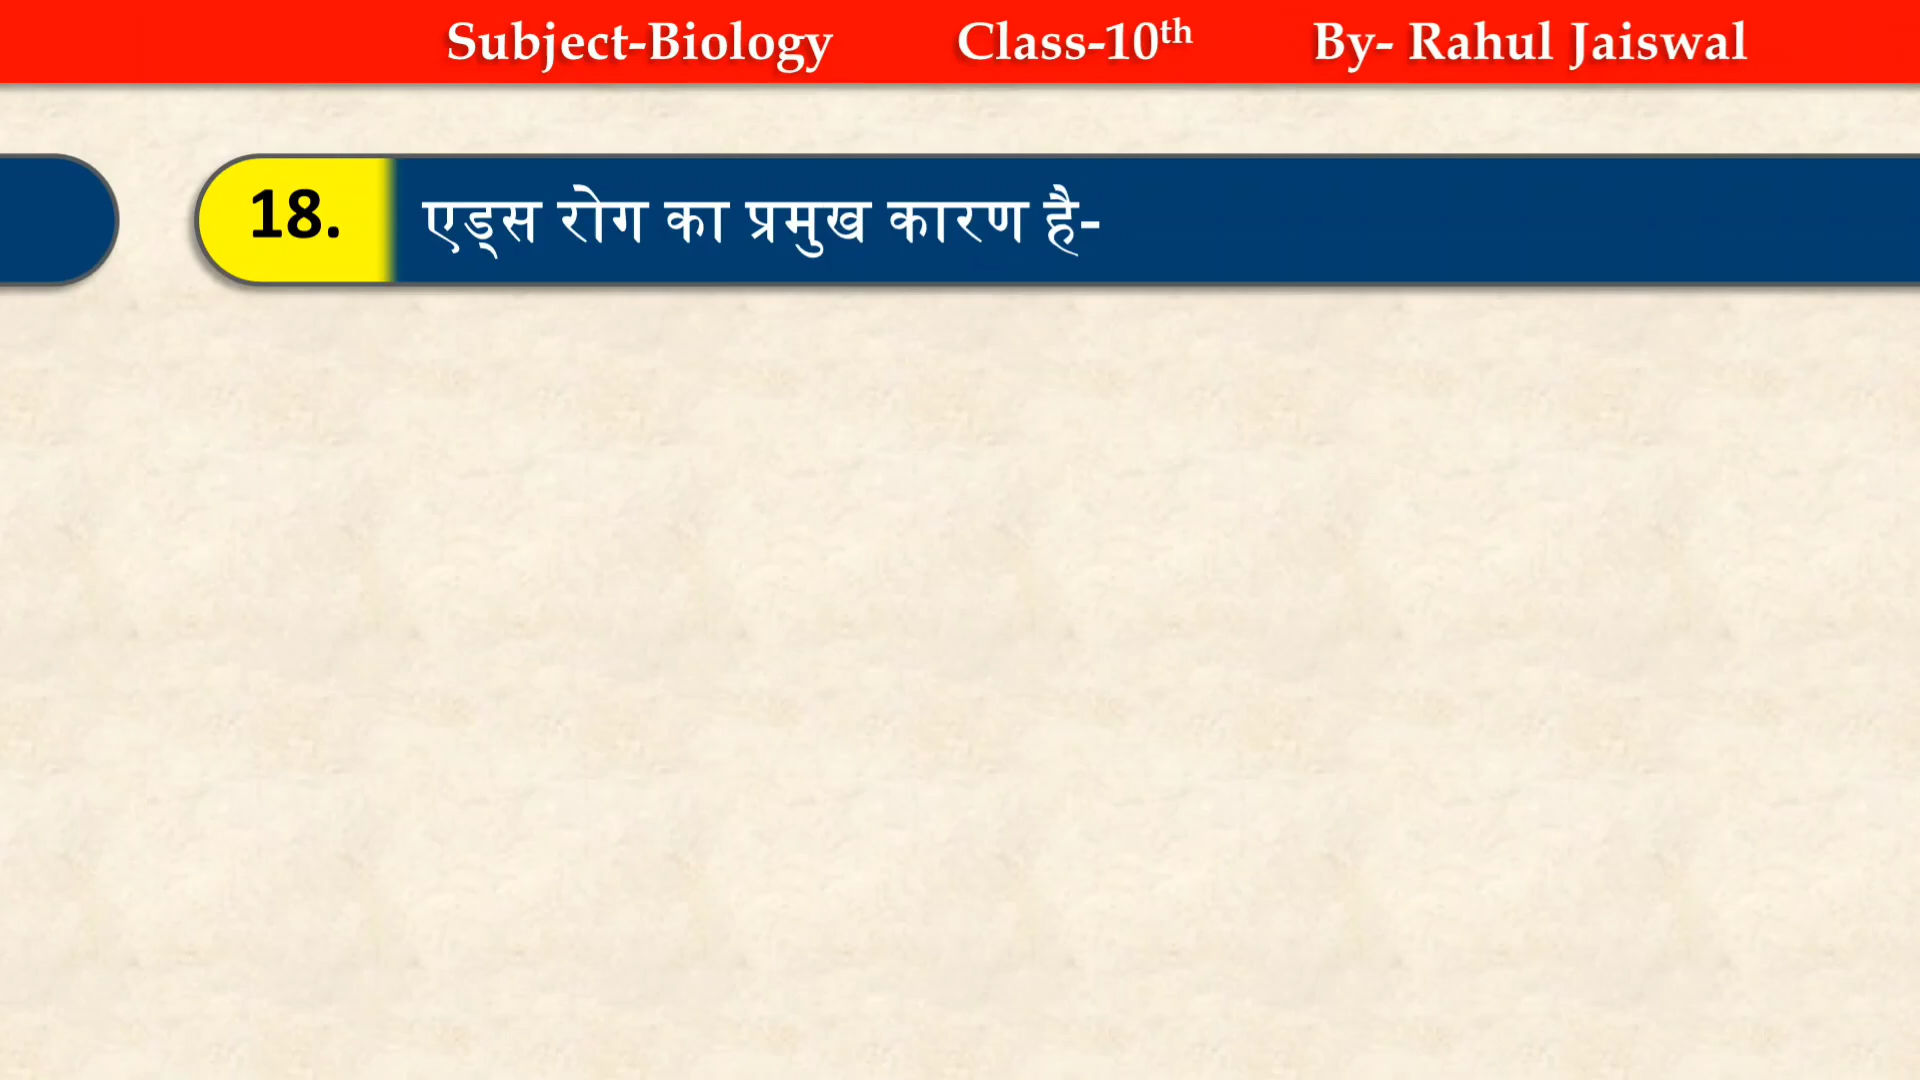 Subject-Biology Class-10th By- Rahul Jaiswal
18. एड्स रोग का प्रमुख कारण है-